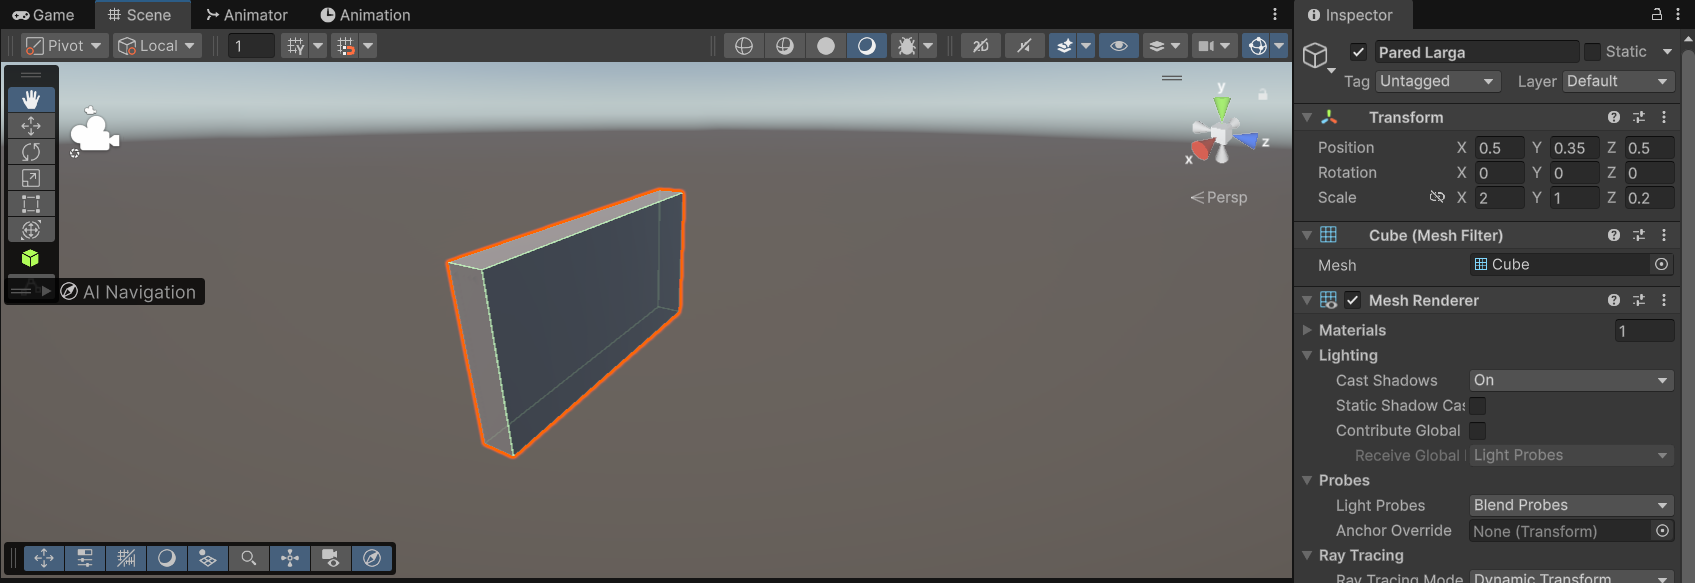 Game Scene Animator Animation
Pivot Local 1
2D
y
z
x
Persp
AI Navigation
Inspector
Pared Larga Static
Tag Untagged Layer Default
Transform
Position X 0.5 Y 0.35 Z 0.5
Rotation X 0 Y 0 Z 0
Scale X 2 Y 1 Z 0.2
Cube (Mesh Filter)
Mesh Cube
Mesh Renderer
Materials 1
Lighting
Cast Shadows On
Static Shadow Cas
Contribute Global
Receive Global Light Probes
Probes
Light Probes Blend Probes
Anchor Override None (Transform)
Ray Tracing
Ray Tracing Mode Dynamic Transform